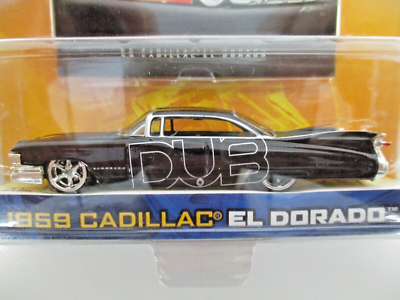 59 CADILLAC EL DORADO
DUB
1959 CADILLAC® EL DORADO™